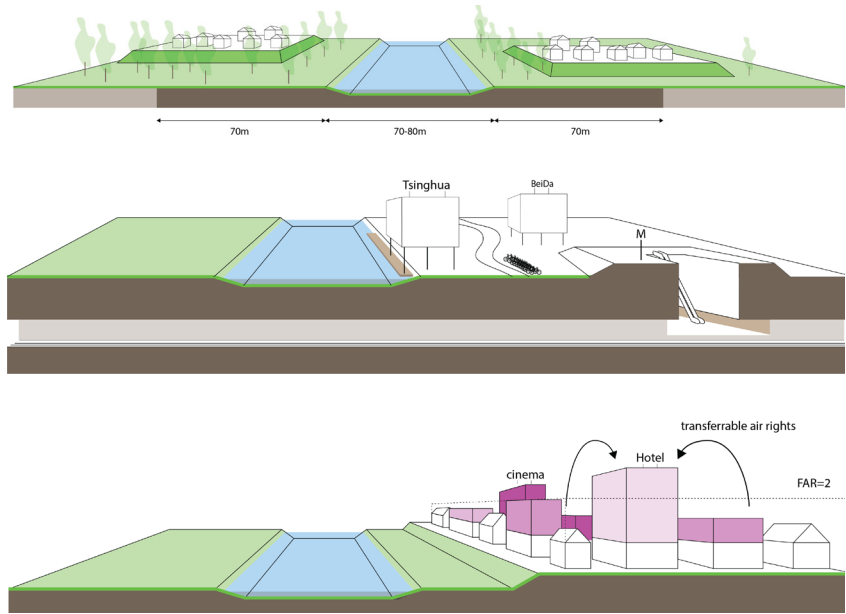 70m
70-80m
70m
Tsinghua
BeiDa
M
transferrable air rights
Hotel
cinema
FAR=2